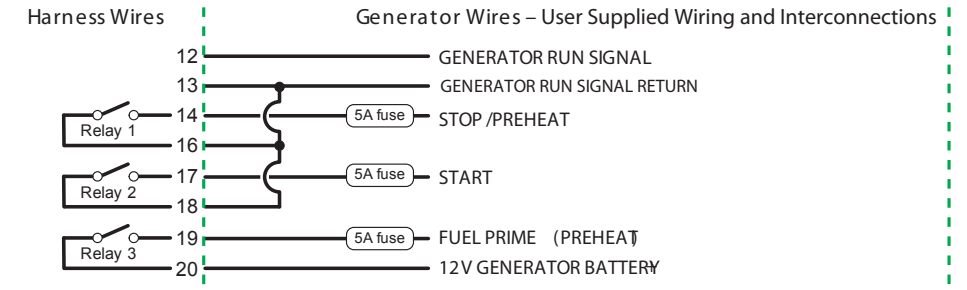 Harness Wires
Generator Wires – User Supplied Wiring and Interconnections
12 GENERATOR RUN SIGNAL
13 GENERATOR RUN SIGNAL RETURN
14 5A fuse STOP /PREHEAT
Relay 1
16
17 5A fuse START
Relay 2
18
19 5A fuse FUEL PRIME (PREHEAT)
Relay 3
20 12V GENERATOR BATTERY+